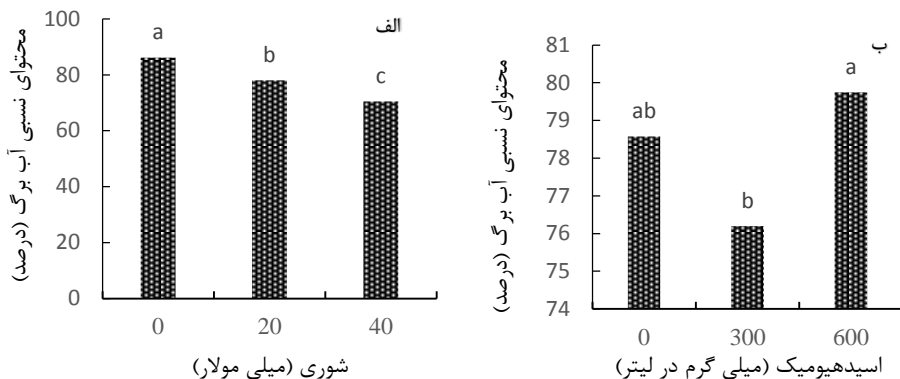 الف
محتوای نسبی آب برگ (درصد)
100
80
60
40
20
0
a
b
c
0 20 40
شوری (میلی مولار)
ب
محتوای نسبی آب برگ (درصد)
81
80
79
78
77
76
75
74
ab
b
a
0 300 600
اسیدهیومیک (میلی گرم در لیتر)